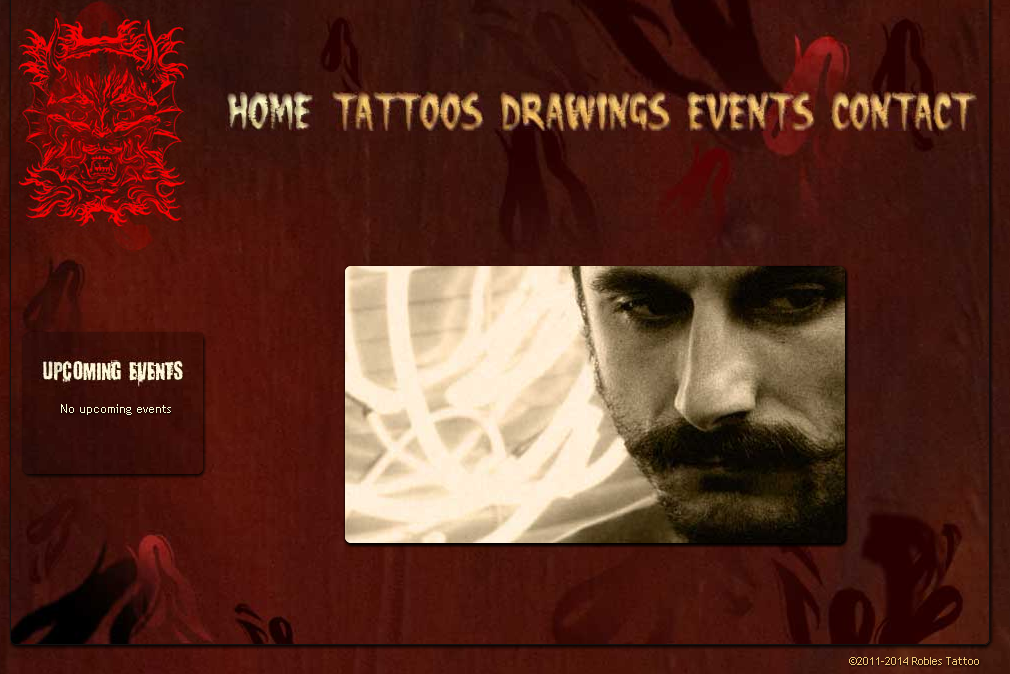 HOME TATTOOS DRAWINGS EVENTS CONTACT
UPCOMING EVENTS
No upcoming events
©2011-2014 Robles Tattoo